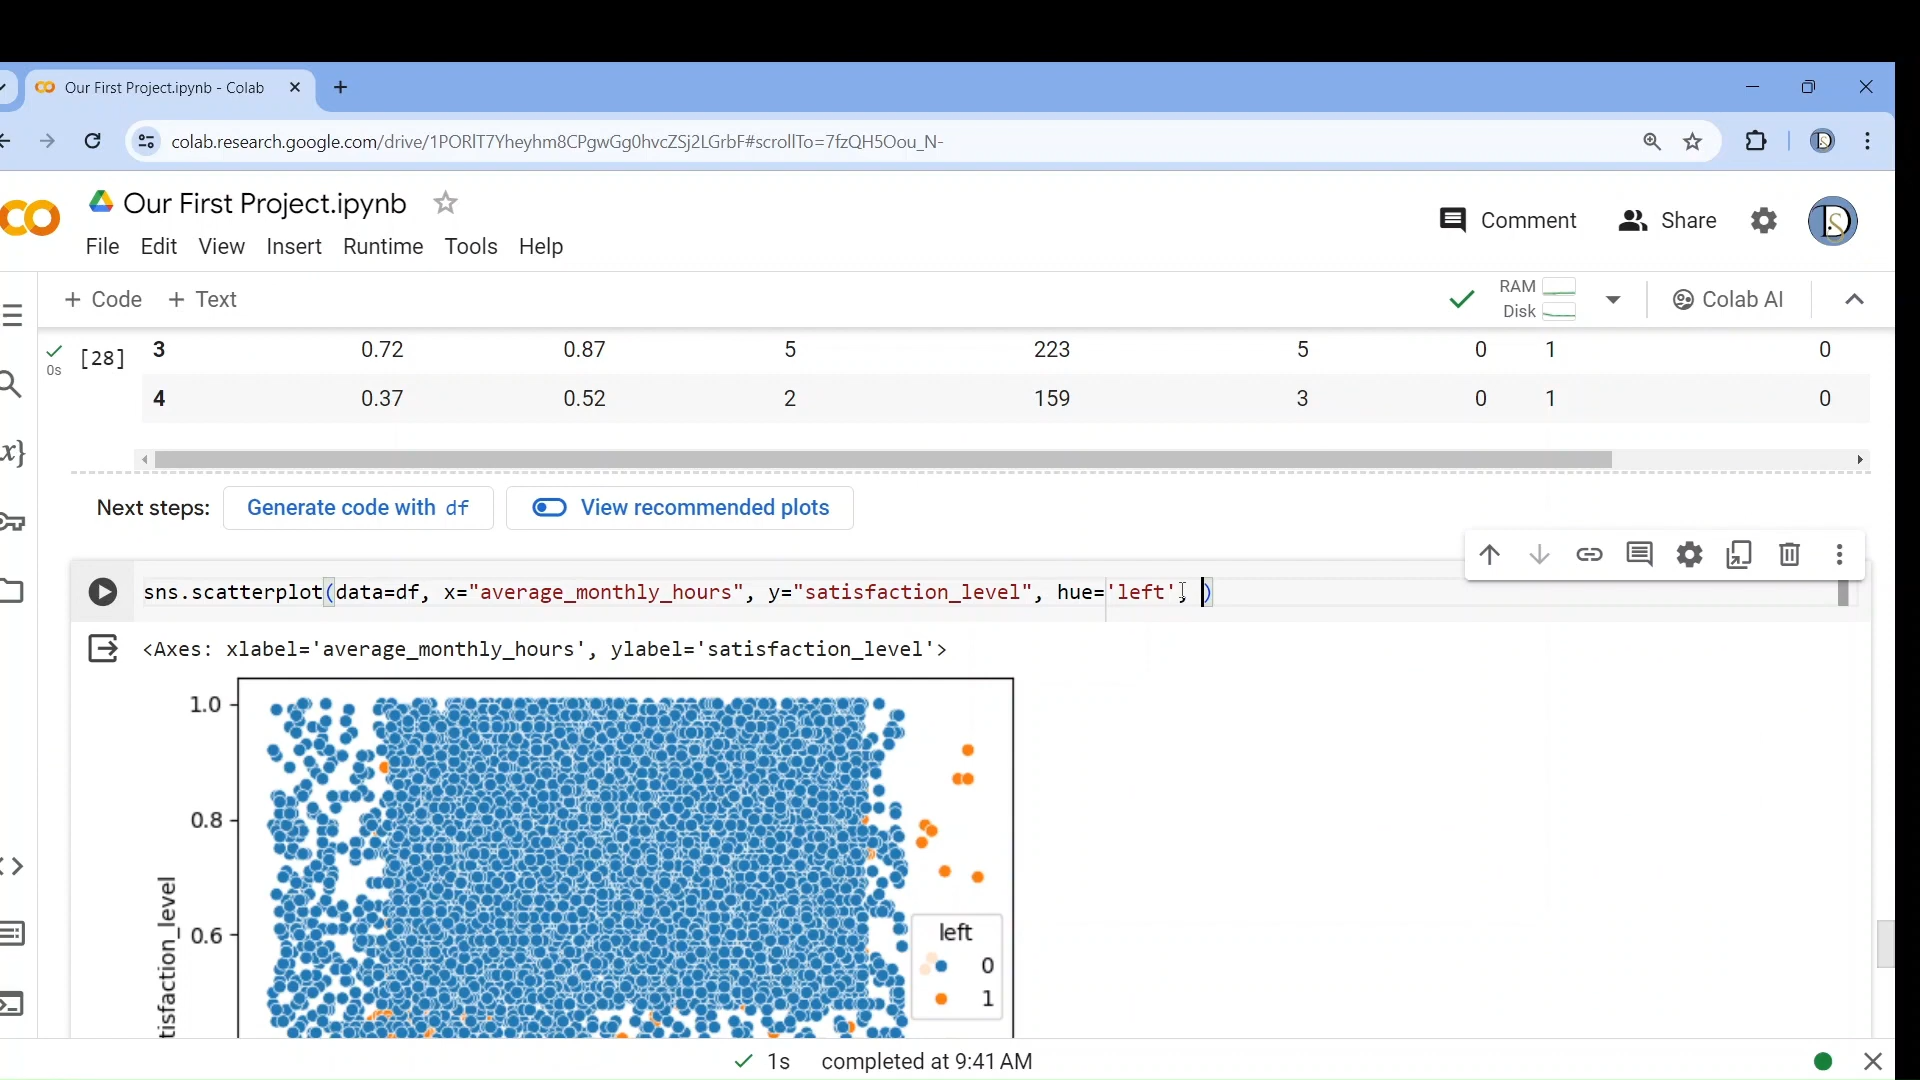 Our First Project.ipynb - Colab
colab.research.google.com/drive/1PORlT7Yheyhm8CPgwGg0hvcZSj2LGrbF#scrollTo=7fzQH5Oou_N-
Our First Project.ipynb
Comment Share
File Edit View Insert Runtime Tools Help
+ Code + Text
RAM
Disk
Colab AI
[28]
0s
3 0.72 0.87 5 223 5 0 1 0
4 0.37 0.52 2 159 3 0 1 0
Next steps: Generate code with df View recommended plots
sns.scatterplot(data=df, x="average_monthly_hours", y="satisfaction_level", hue='left', )
<Axes: xlabel='average_monthly_hours', ylabel='satisfaction_level'>
1.0
0.8
0.6
tisfaction_level
left
0
1
1s completed at 9:41 AM